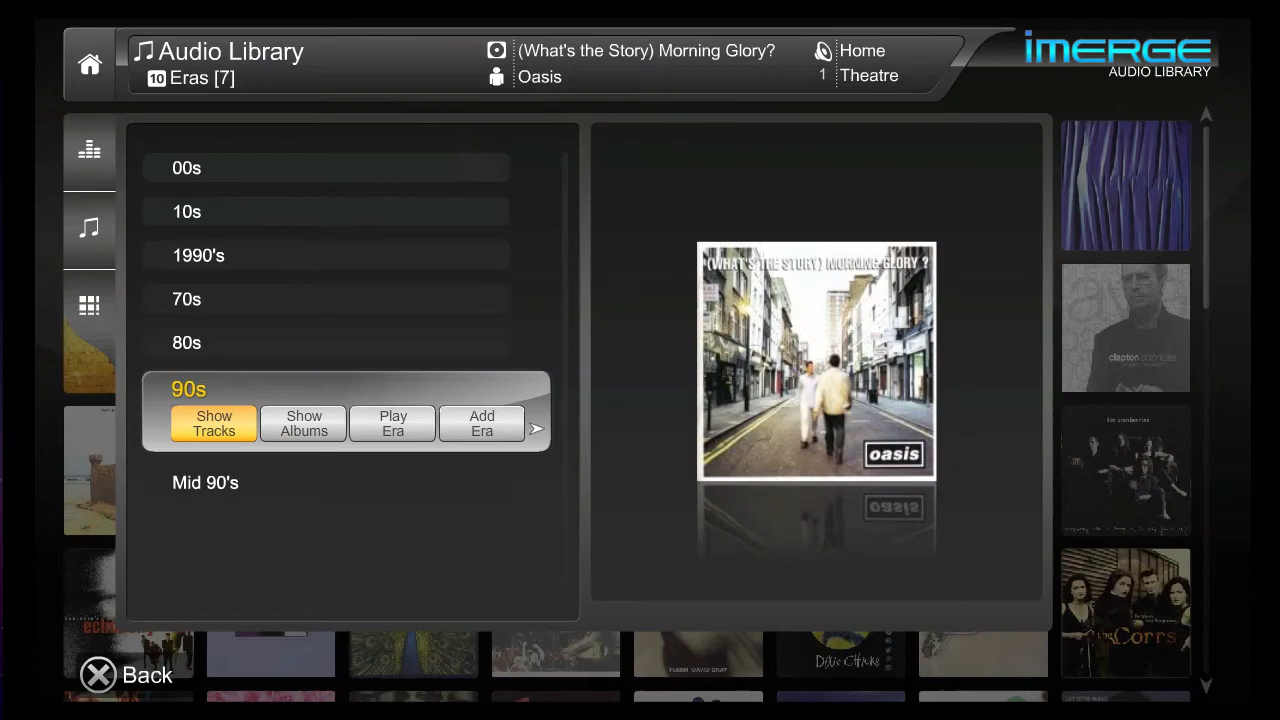 Audio Library
10 Eras [7]
(What's the Story) Morning Glory?
Oasis
Home
1 Theatre
imerge
AUDIO LIBRARY
00s
10s
1990's
70s
80s
90s
Show Tracks
Show Albums
Play Era
Add Era
Mid 90's
(WHAT'S THE STORY) MORNING GLORY ?
oasis
clapton chronicles
the cranberries
the Corrs
DIXIE CHICKS
Back